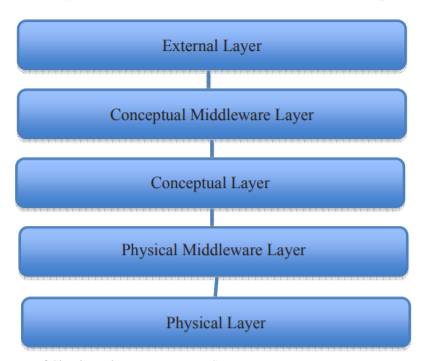 External Layer
Conceptual Middleware Layer
Conceptual Layer
Physical Middleware Layer
Physical Layer